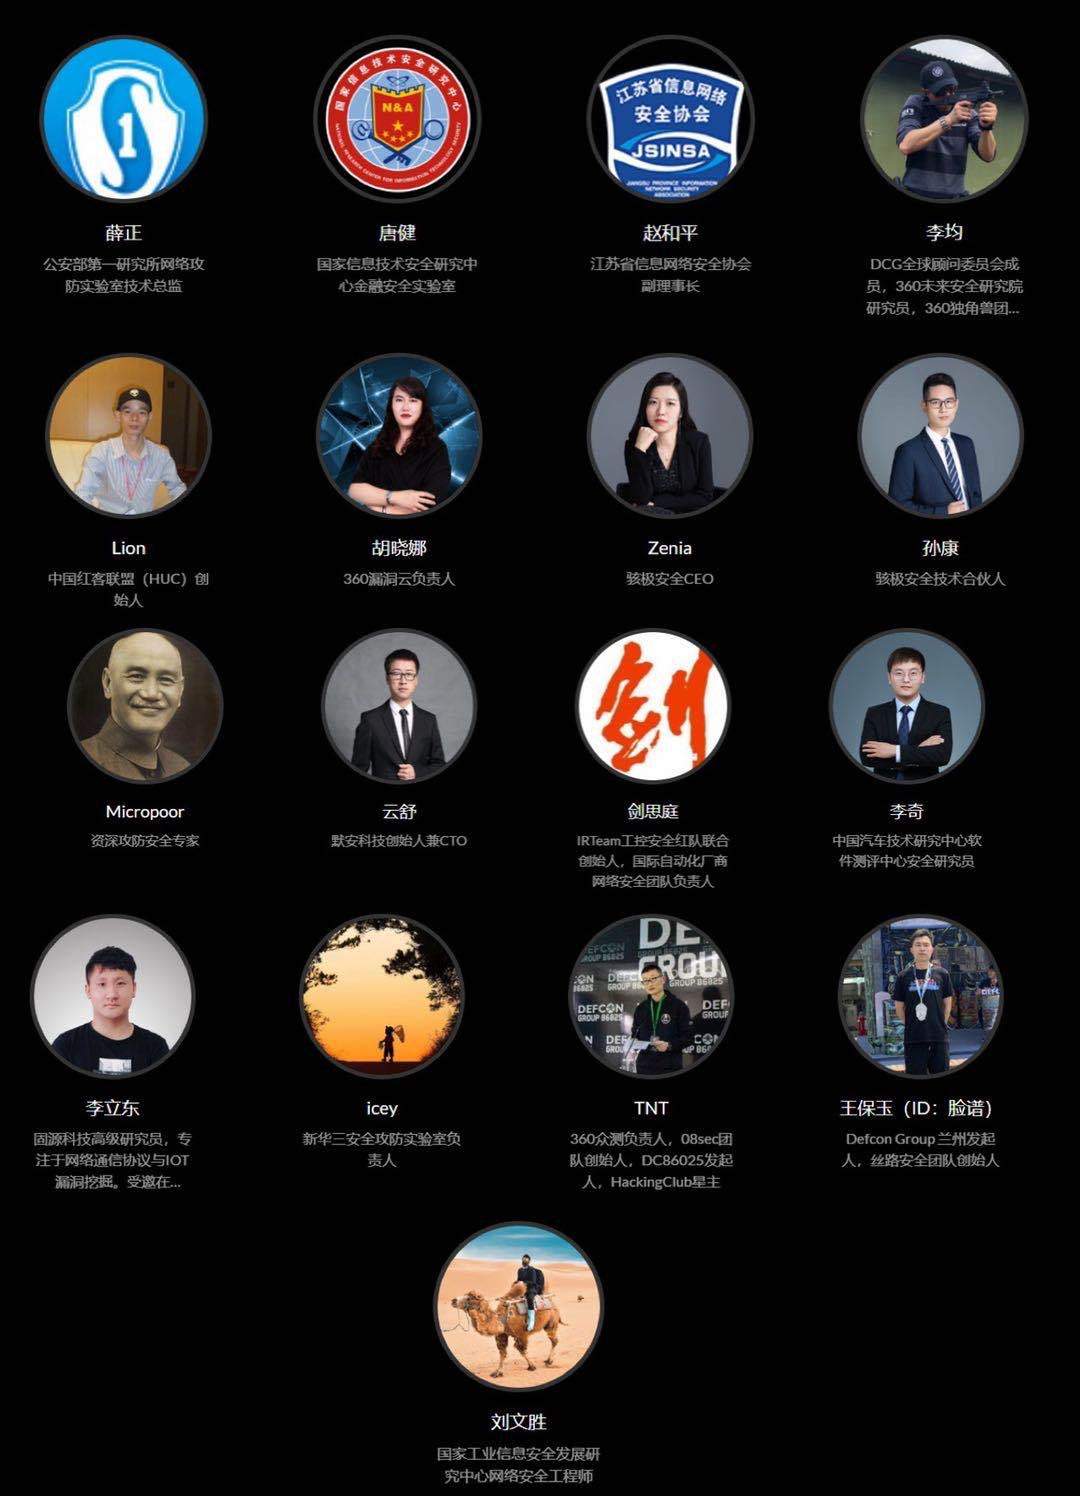 国家信息技术安全研究中心
N&A
NATIONAL RESEARCH CENTER FOR INFORMATION TECHNOLOGY SECURITY
江苏省信息网络
安全协会
JSINSA
JIANGSU PROVINCE INFORMATION
NETWORK SECURITY
ASSOCIATION
薛正
唐健
赵和平
李均
公安部第一研究所网络攻
防实验室技术总监
国家信息技术安全研究中
心金融安全实验室
江苏省信息网络安全协会
副理事长
DCG全球顾问委员会成
员，360未来安全研究院
研究员，360独角兽团...
Lion
胡晓娜
Zenia
孙康
中国红客联盟（HUC）创
始人
360漏洞云负责人
骇极安全CEO
骇极安全技术合伙人
剑
Micropoor
云舒
剑思庭
李奇
资深攻防安全专家
默安科技创始人兼CTO
IRTeam工控安全红队联合
创始人，国际自动化厂商
网络安全团队负责人
中国汽车技术研究中心软
件测评中心安全研究员
DEFCON
GROUP 86025
李立东
icey
TNT
王保玉（ID：脸谱）
固源科技高级研究员，专
注于网络通信协议与IOT
漏洞挖掘。受邀在...
新华三安全攻防实验室负
责人
360众测负责人，08sec团
队创始人，DC86025发起
人，HackingClub星主
Defcon Group 兰州发起
人，丝路安全团队创始人
刘文胜
国家工业信息安全发展研
究中心网络安全工程师